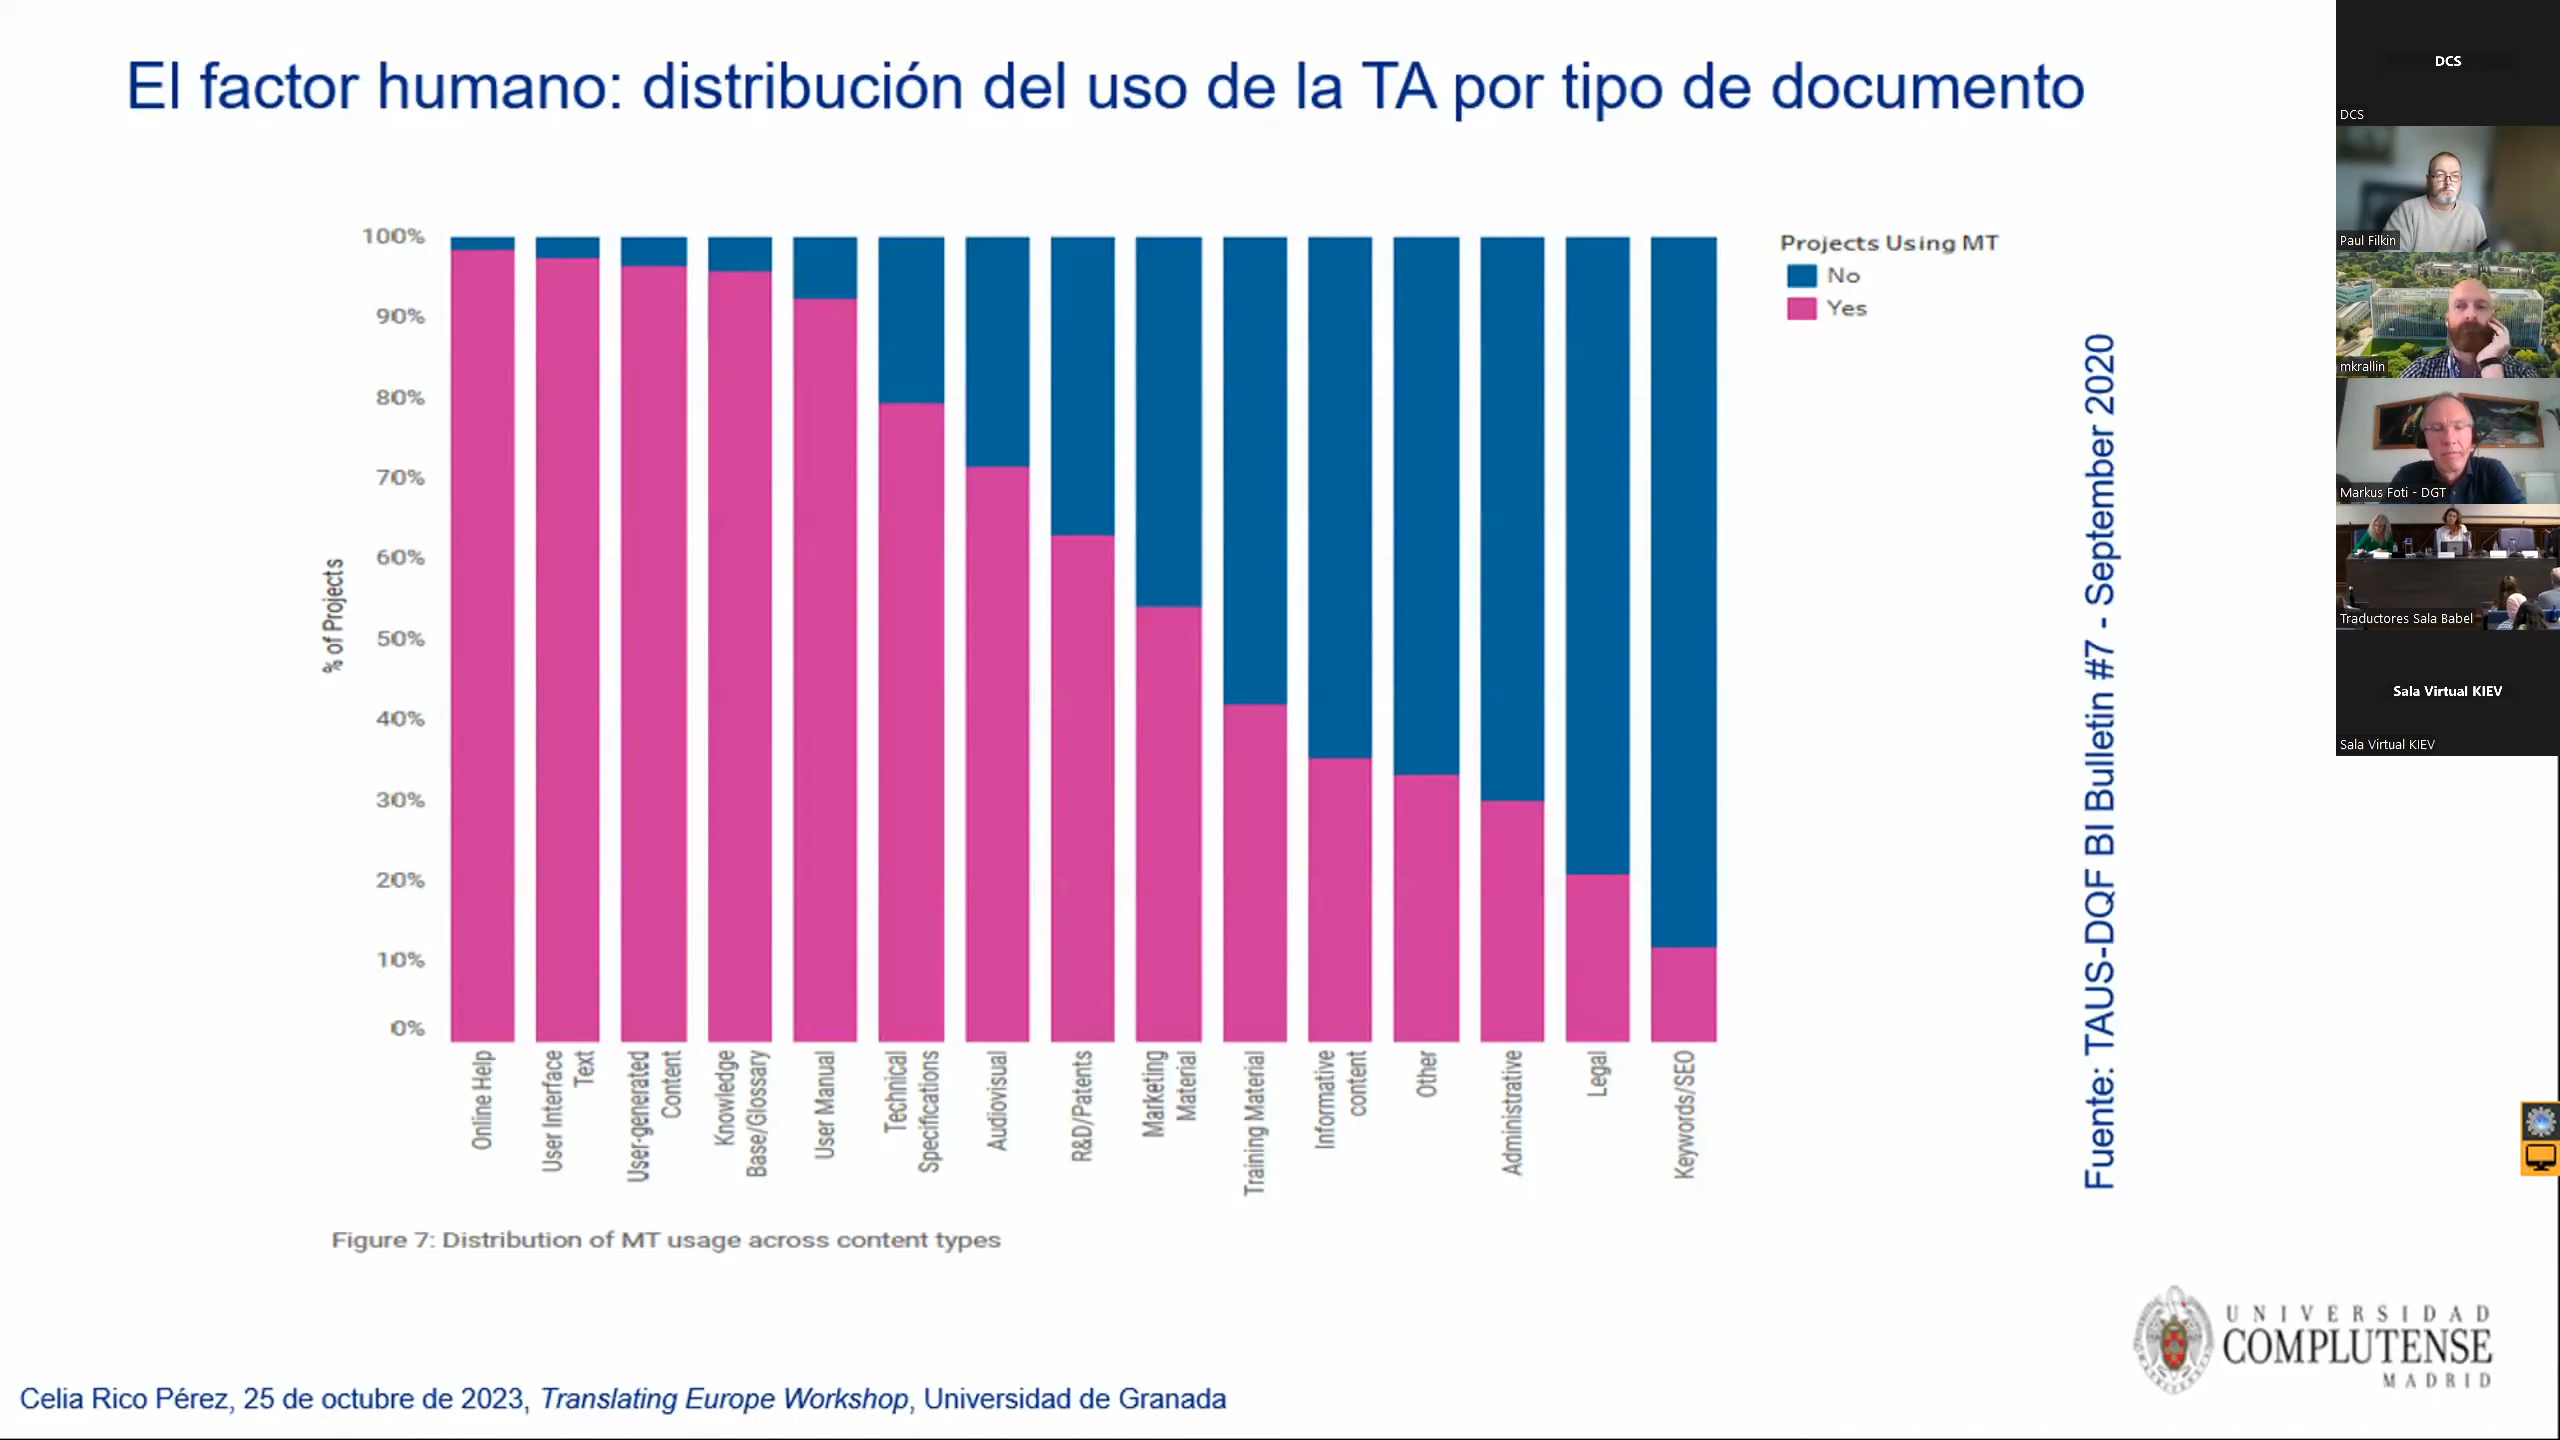 El factor humano: distribución del uso de la TA por tipo de documento
100%
90%
80%
70%
60%
50%
40%
30%
20%
10%
0%
% of Projects
Projects Using MT
No
Yes
Online Help
User Interface
Text
User-generated
Content
Knowledge
Base/Glossary
User Manual
Technical
Specifications
Audiovisual
R&D/Patents
Marketing
Material
Training Material
Informative
content
Other
Administrative
Legal
Keywords/SEO
Figure 7: Distribution of MT usage across content types
Fuente: TAUS-DQF BI Bulletin #7 - September 2020
UNIVERSIDAD
COMPLUTENSE
MADRID
Celia Rico Pérez, 25 de octubre de 2023, Translating Europe Workshop, Universidad de Granada
DCS
DCS
Paul Filkin
mkrallin
Markus Foti - DGT
Traductores Sala Babel
Sala Virtual KIEV
Sala Virtual KIEV